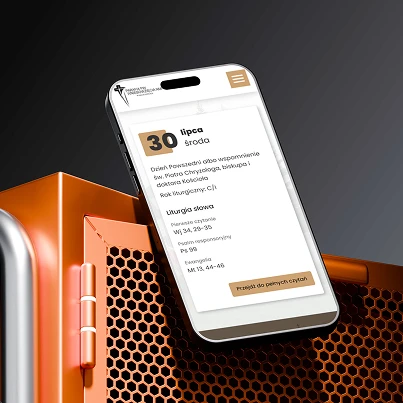 30 lipca
środa
Dzień Powszedni albo wspomnienie
św. Piotra Chryzologa, biskupa i
doktora Kościoła
Rok liturgiczny: C/I
Liturgia słowa
Pierwsze czytanie
Wj 34, 29-35
Psalm responsoryjny
Ps 99
Ewangelia
Mt 13, 44-46
Przejdź do pełnych czytań